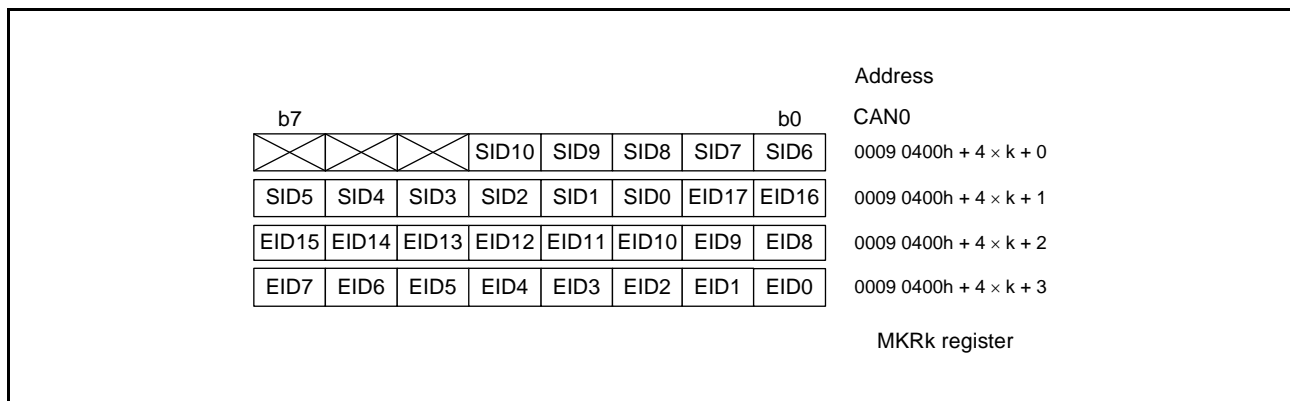 Address
b7 b0 CAN0
SID10 SID9 SID8 SID7 SID6 0009 0400h + 4 × k + 0
SID5 SID4 SID3 SID2 SID1 SID0 EID17 EID16 0009 0400h + 4 × k + 1
EID15 EID14 EID13 EID12 EID11 EID10 EID9 EID8 0009 0400h + 4 × k + 2
EID7 EID6 EID5 EID4 EID3 EID2 EID1 EID0 0009 0400h + 4 × k + 3
MKRk register